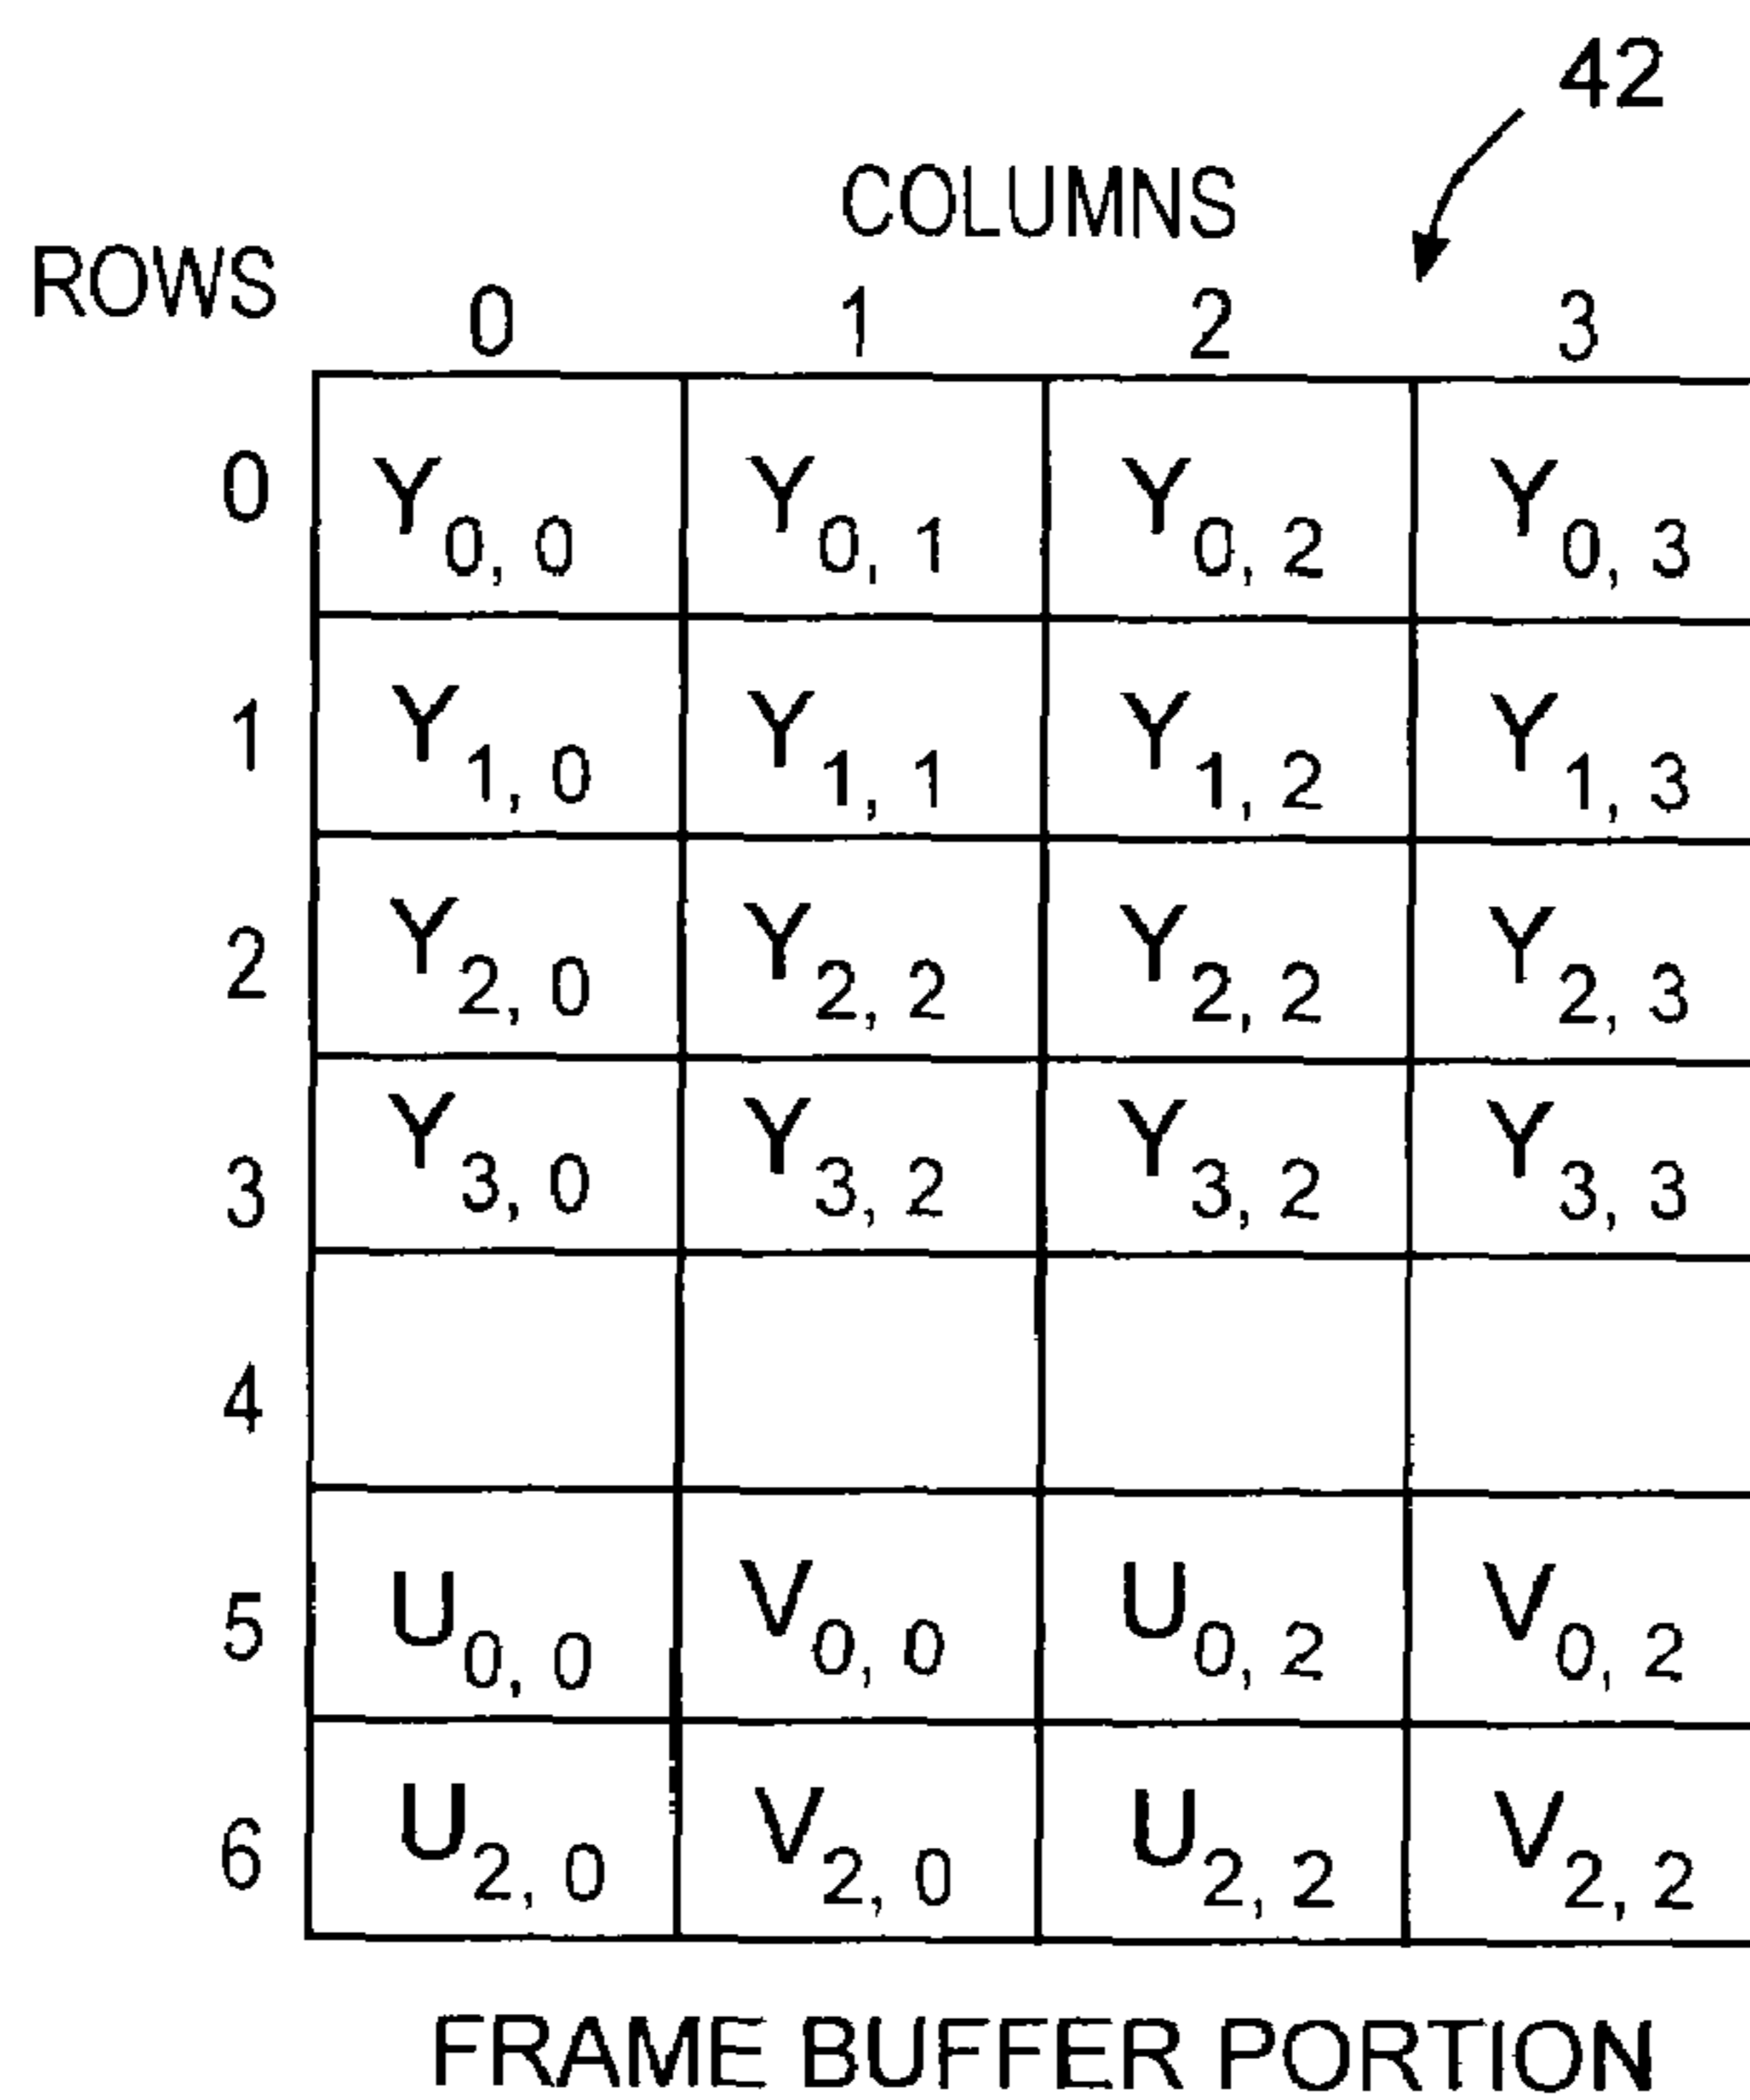 42
COLUMNS
ROWS
0 1 2 3
0 Y0, 0 Y0, 1 Y0, 2 Y0, 3
1 Y1, 0 Y1, 1 Y1, 2 Y1, 3
2 Y2, 0 Y2, 2 Y2, 2 Y2, 3
3 Y3, 0 Y3, 2 Y3, 2 Y3, 3
4
5 U0, 0 V0, 0 U0, 2 V0, 2
6 U2, 0 V2, 0 U2, 2 V2, 2
FRAME BUFFER PORTION